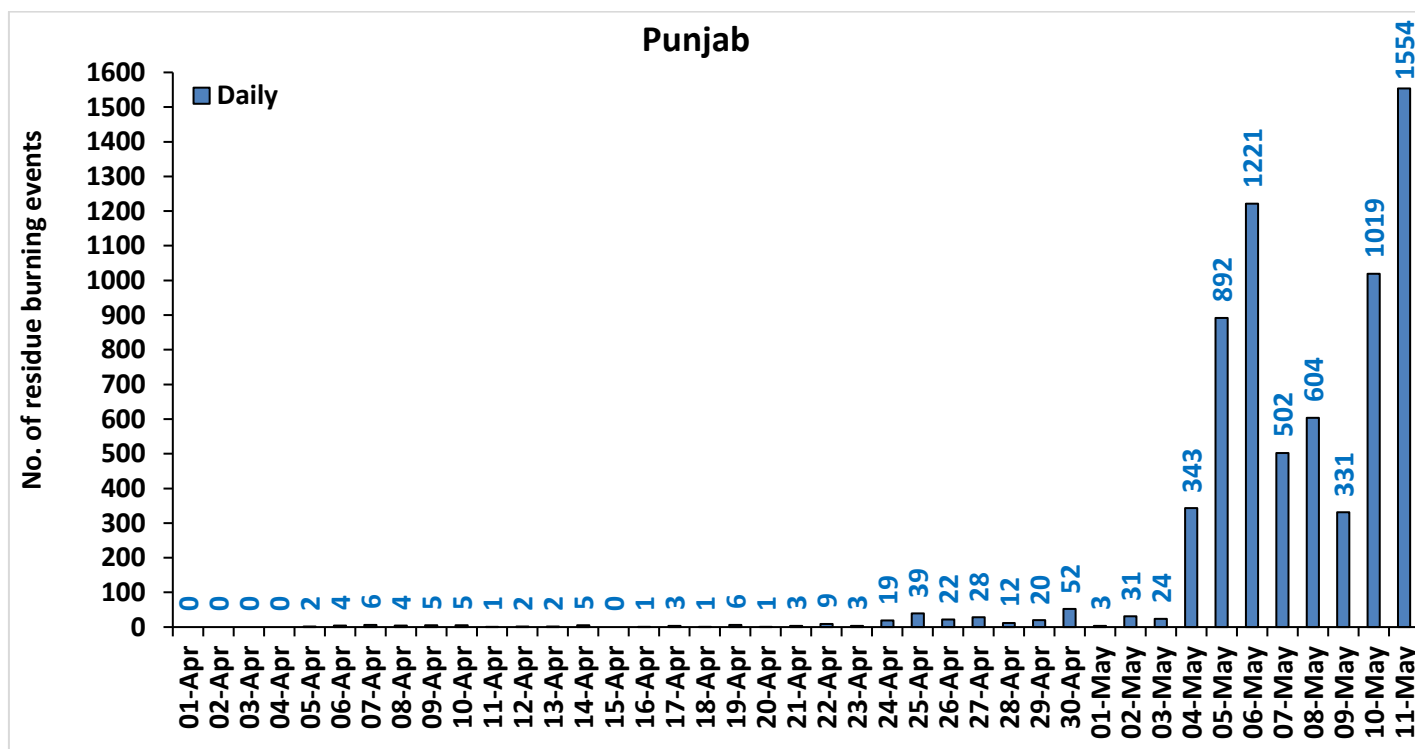 Punjab
Daily
No. of residue burning events
1600
1500
1400
1300
1200
1100
1000
900
800
700
600
500
400
300
200
100
0
0
0
0
0
2
4
6
4
5
5
1
2
2
5
0
1
3
1
6
1
3
9
3
19
39
22
28
12
20
52
3
31
24
343
892
1221
502
604
331
1019
1554
01-Apr
02-Apr
03-Apr
04-Apr
05-Apr
06-Apr
07-Apr
08-Apr
09-Apr
10-Apr
11-Apr
12-Apr
13-Apr
14-Apr
15-Apr
16-Apr
17-Apr
18-Apr
19-Apr
20-Apr
21-Apr
22-Apr
23-Apr
24-Apr
25-Apr
26-Apr
27-Apr
28-Apr
29-Apr
30-Apr
01-May
02-May
03-May
04-May
05-May
06-May
07-May
08-May
09-May
10-May
11-May